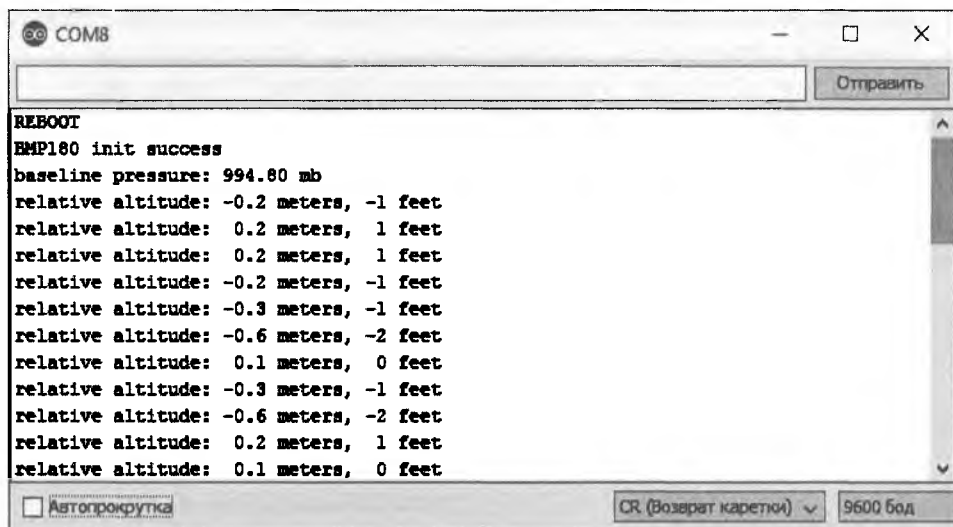 COM8
Отправить
REBOOT
BMP180 init success
baseline pressure: 994.80 mb
relative altitude: -0.2 meters, -1 feet
relative altitude:  0.2 meters,  1 feet
relative altitude:  0.2 meters,  1 feet
relative altitude: -0.2 meters, -1 feet
relative altitude: -0.3 meters, -1 feet
relative altitude: -0.6 meters, -2 feet
relative altitude:  0.1 meters,  0 feet
relative altitude: -0.3 meters, -1 feet
relative altitude: -0.6 meters, -2 feet
relative altitude:  0.2 meters,  1 feet
relative altitude:  0.1 meters,  0 feet
Автопрокрутка CR (Возврат каретки) 9600 бод